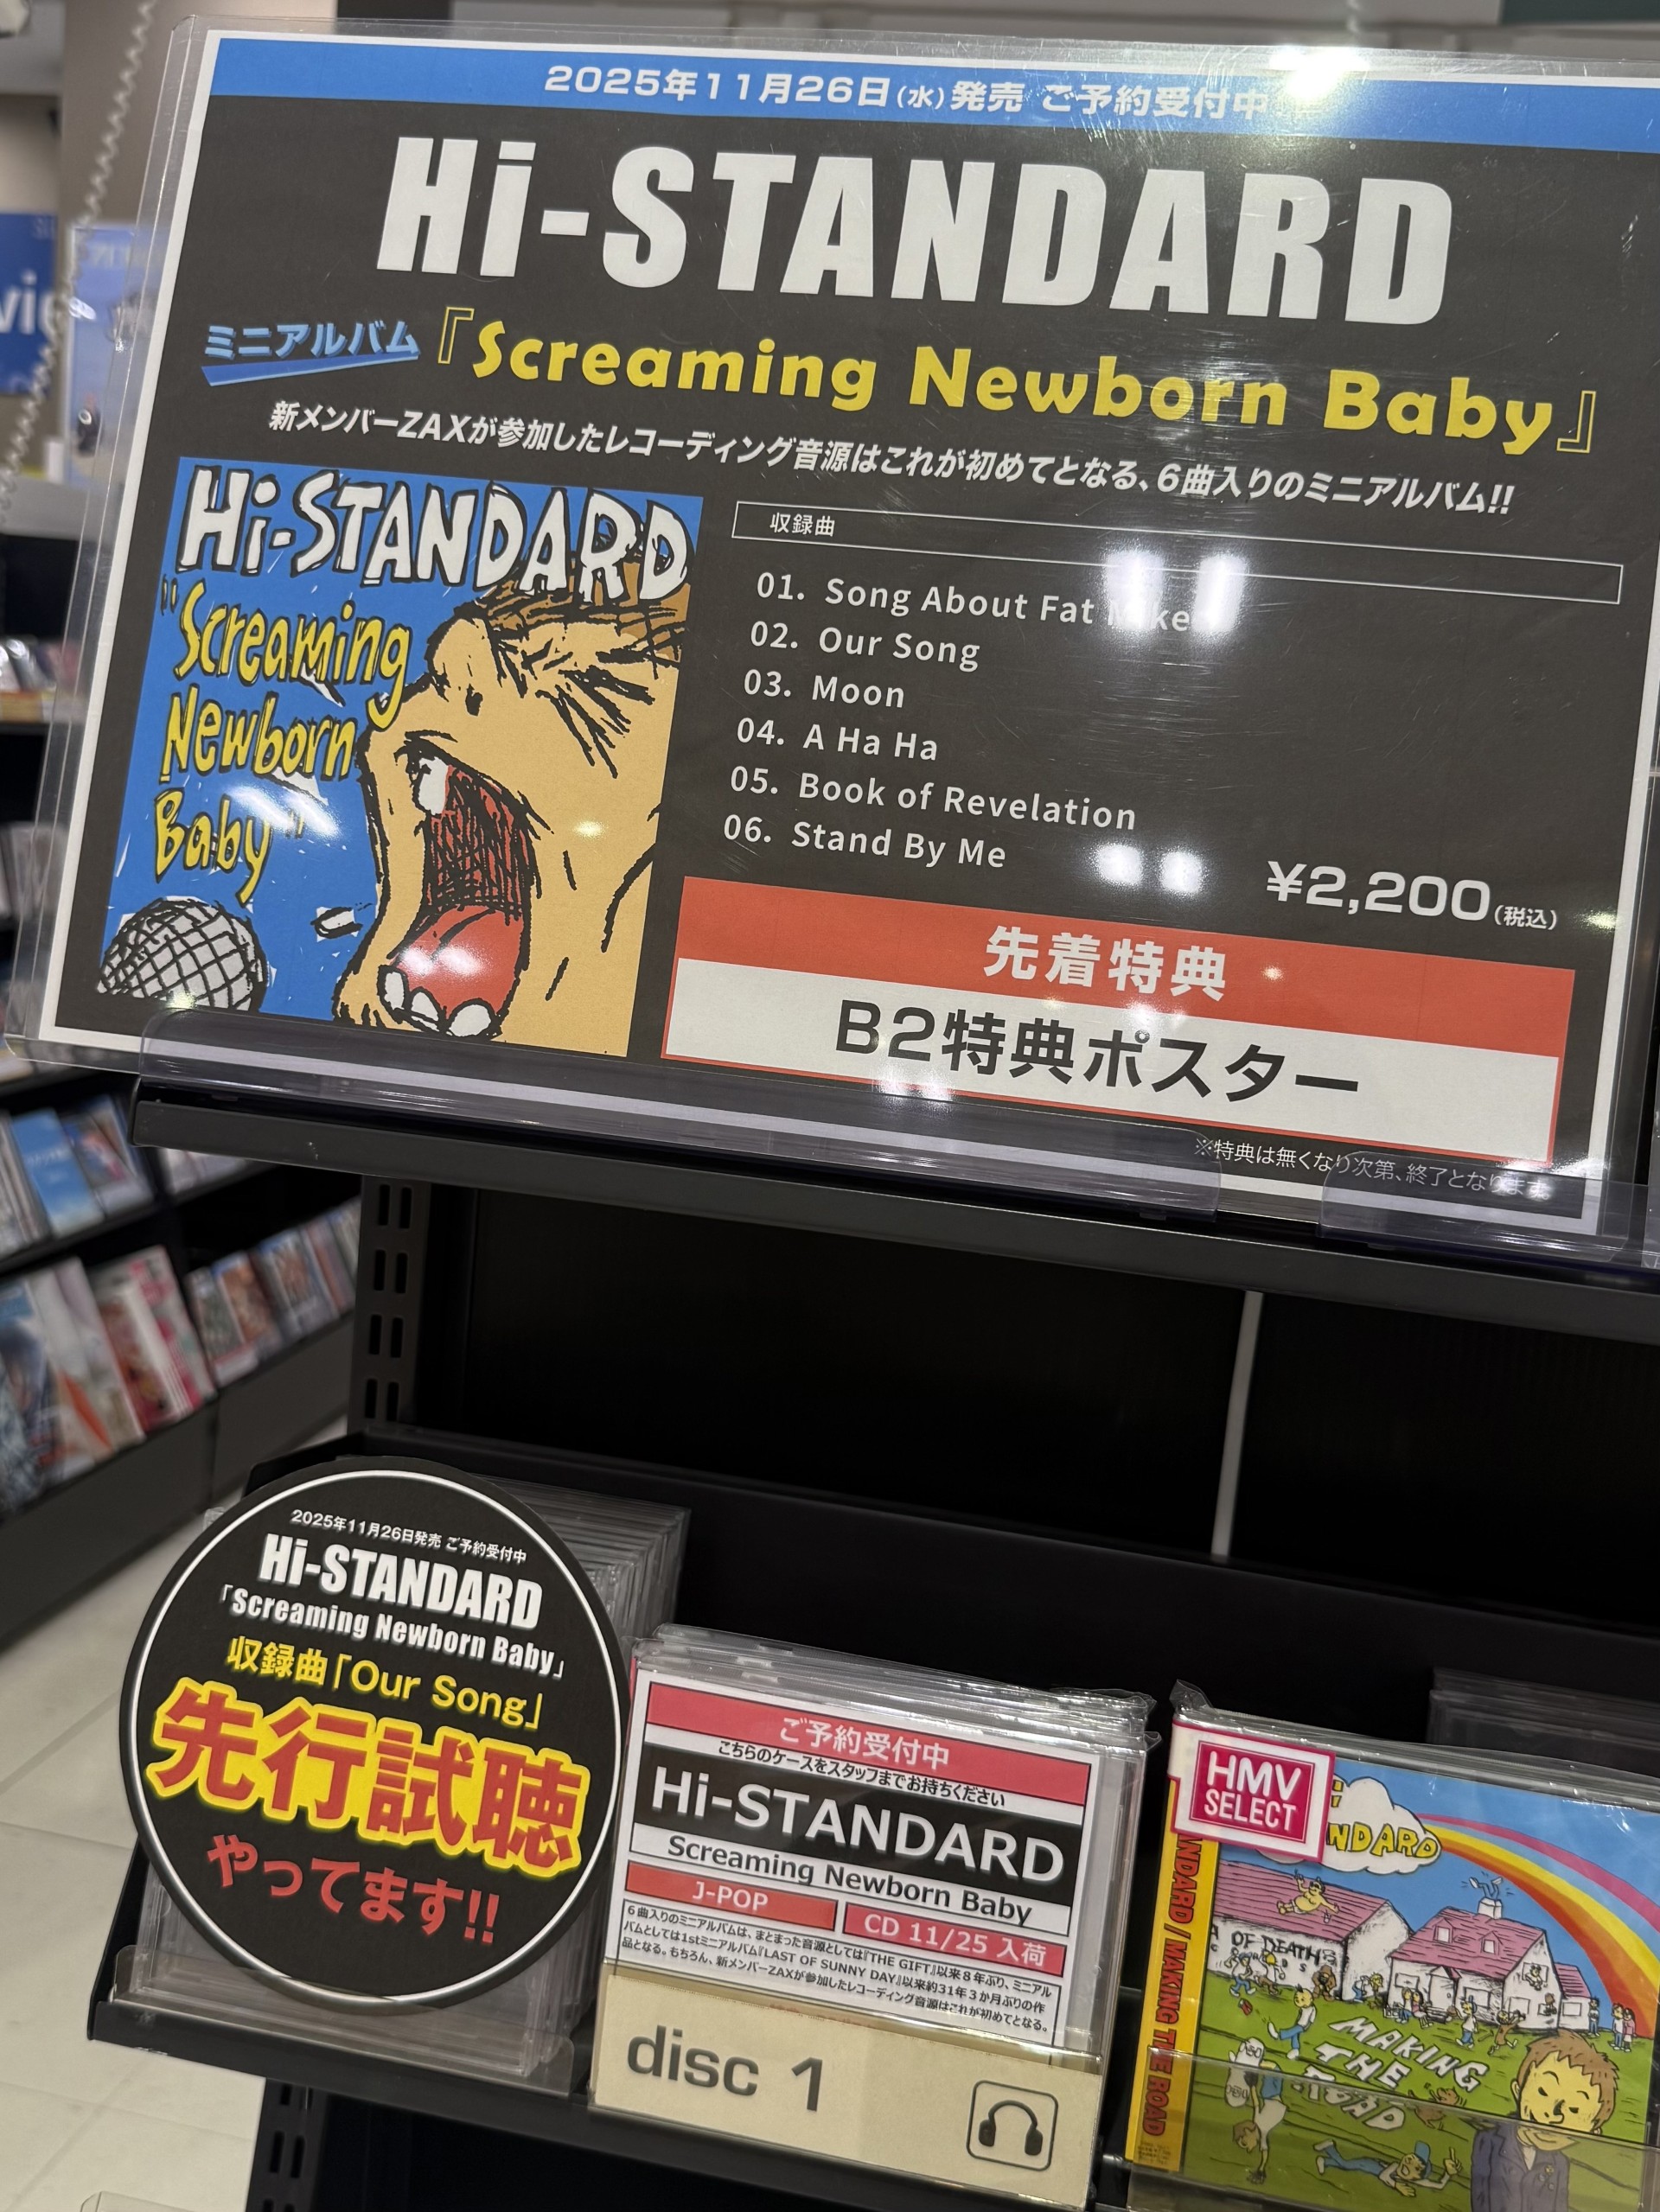 2025年11月26日(水)発売 ご予約受付中
Hi-STANDARD
ミニアルバム『Screaming Newborn Baby』
新メンバーZAXが参加したレコーディング音源はこれが初めてとなる、6曲入りのミニアルバム!!
Hi-STANDARD
"Screaming
Newborn
Baby"
収録曲
01. Song About Fat Mike
02. Our Song
03. Moon
04. A Ha Ha
05. Book of Revelation
06. Stand By Me
¥2,200(税込)
先着特典
B2特典ポスター
※特典は無くなり次第、終了となります。
2025年11月26日発売 ご予約受付中
Hi-STANDARD
「Screaming Newborn Baby」
収録曲「Our Song」
先行試聴
やってます!!
ご予約受付中
こちらのケースをスタッフまでお持ちください
Hi-STANDARD
Screaming Newborn Baby
J-POP
CD 11/25 入荷
6曲入りのミニアルバムは、まとまった音源としては『THE GIFT』以来8年ぶり、ミニアル
バムとしては1stミニアルバム『LAST OF SUNNY DAY』以来約31年3か月ぶりの作
品となる。もちろん、新メンバーZAXが参加したレコーディング音源はこれが初めてとなる。
disc 1
HMV
SELECT
NDARD
OF DEATH
MAKING
THE
ROAD
NDARD / MAKING THE ROAD